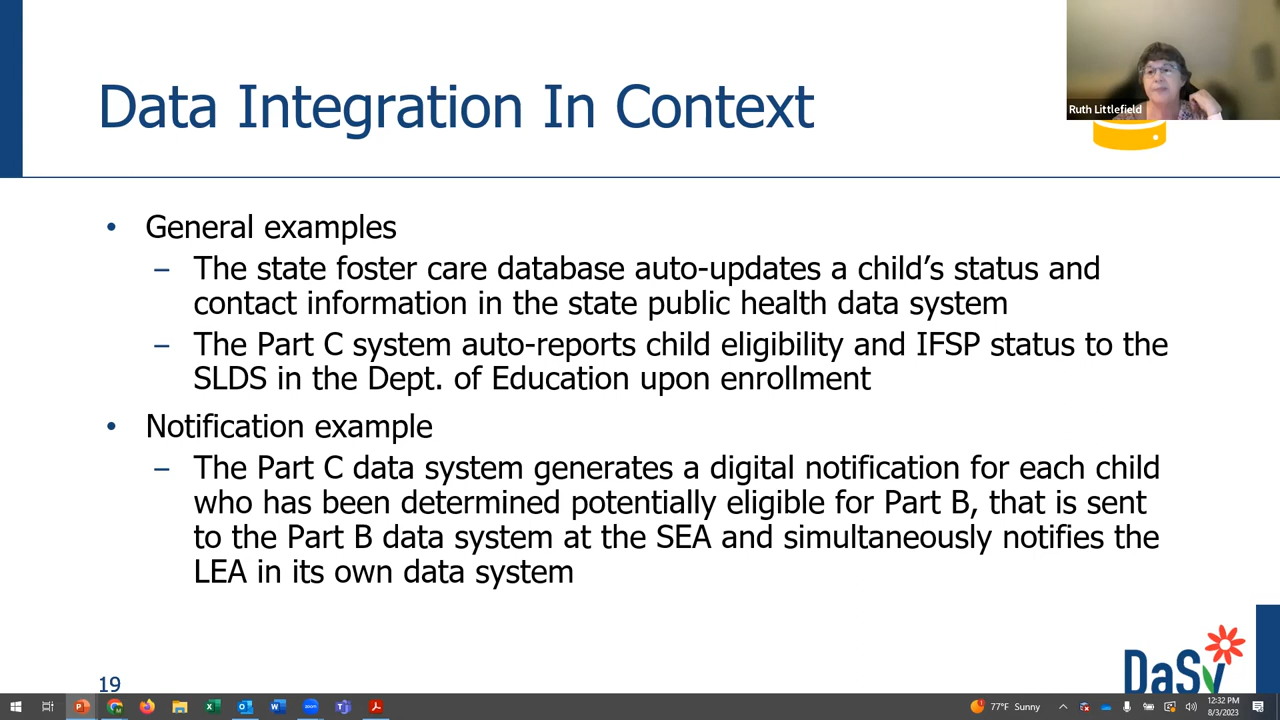 Data Integration In Context
Ruth Littlefield
• General examples
– The state foster care database auto-updates a child’s status and
contact information in the state public health data system
– The Part C system auto-reports child eligibility and IFSP status to the
SLDS in the Dept. of Education upon enrollment
• Notification example
– The Part C data system generates a digital notification for each child
who has been determined potentially eligible for Part B, that is sent
to the Part B data system at the SEA and simultaneously notifies the
LEA in its own data system
19
DaSy
77°F Sunny
12:32 PM
8/3/2023